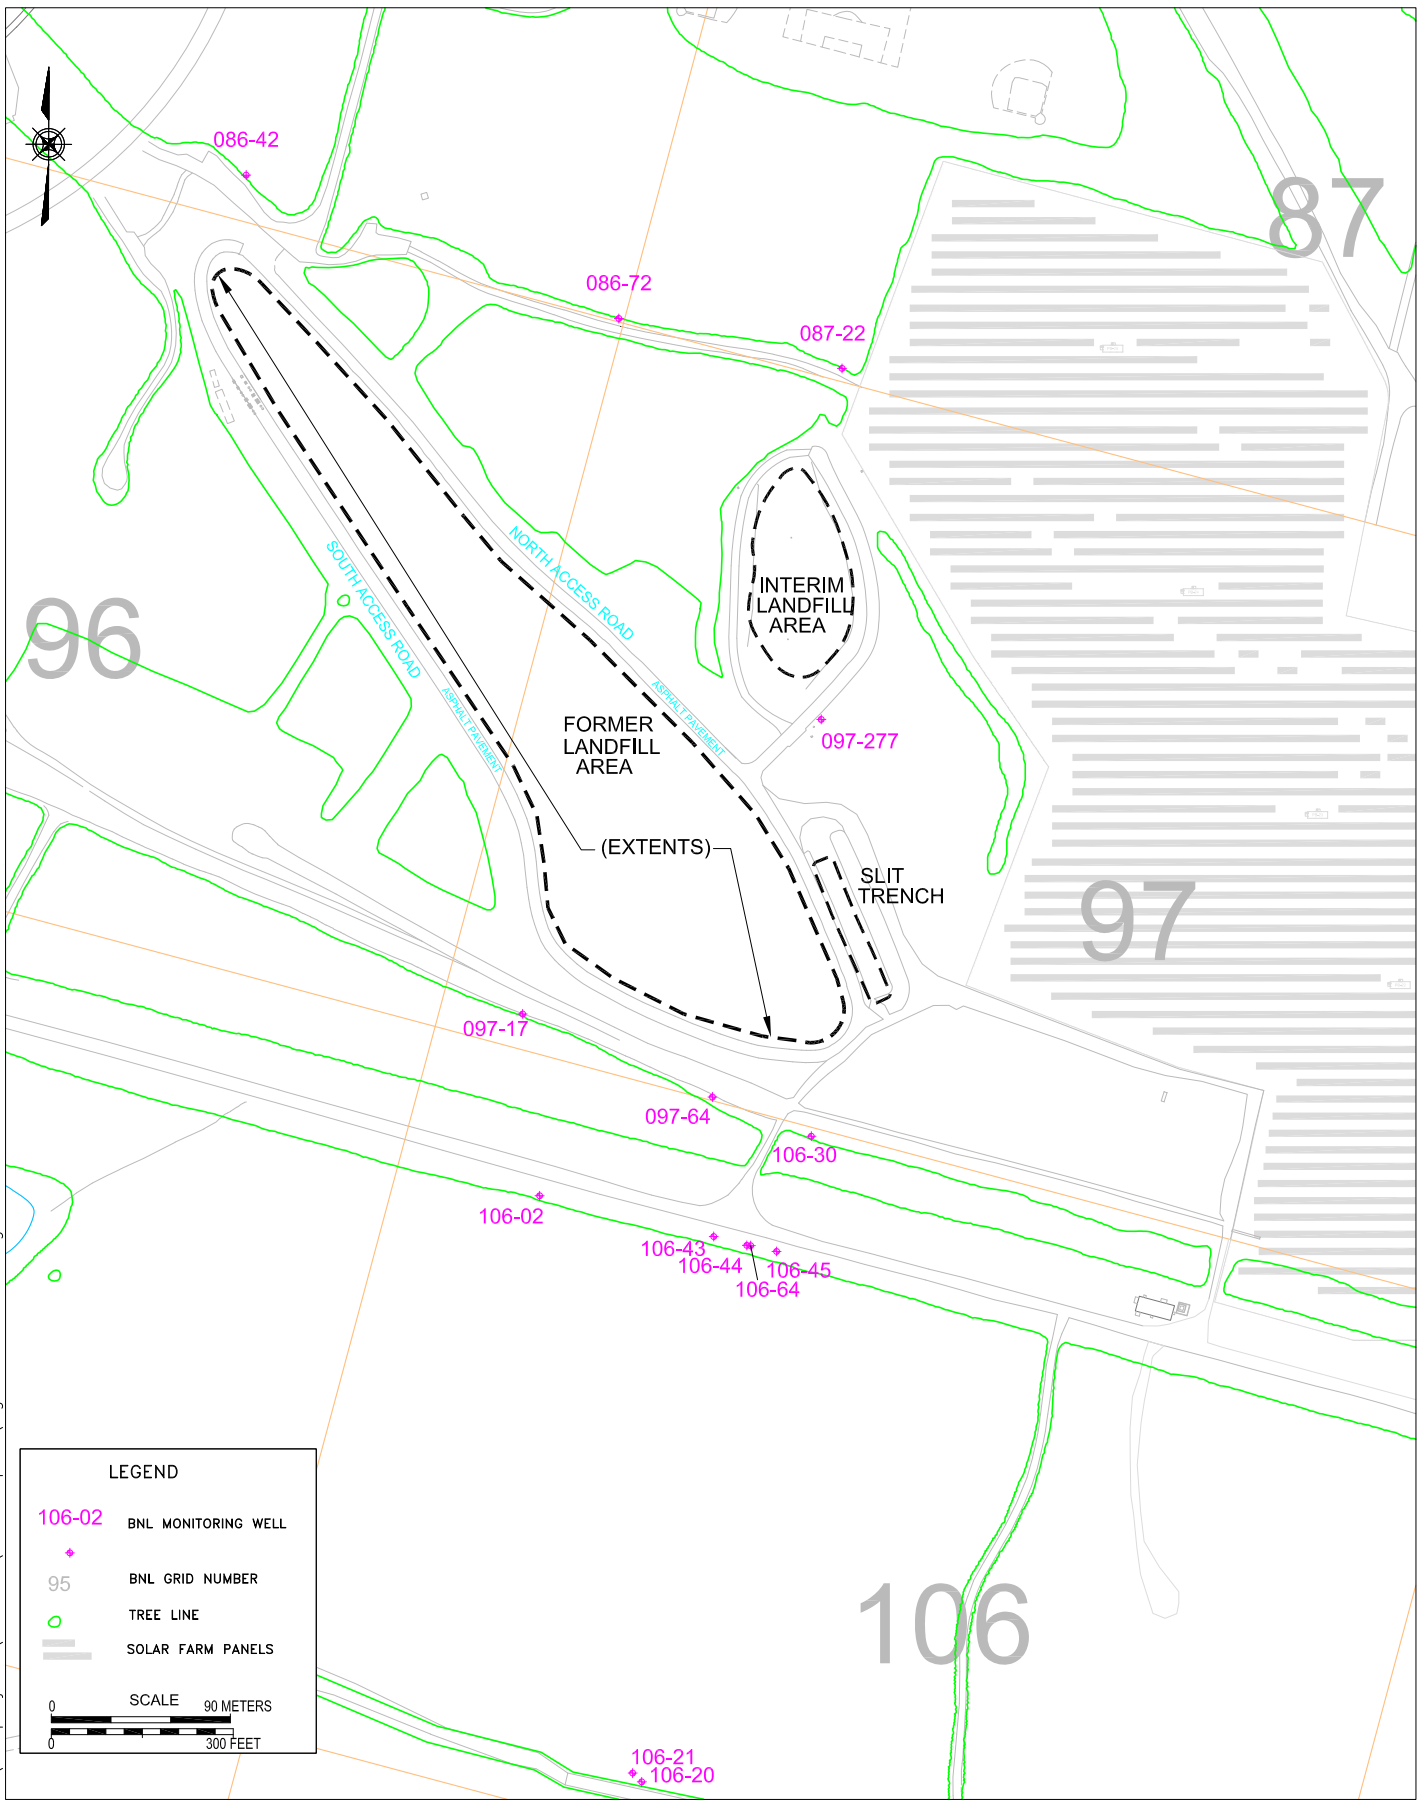 086-42
87
086-72
087-22
NORTH ACCESS ROAD
SOUTH ACCESS ROAD
INTERIM
LANDFILL
AREA
96
ASPHALT PAVEMENT
ASPHALT PAVEMENT
FORMER
LANDFILL
AREA
097-277
(EXTENTS)
SLIT
TRENCH
97
097-17
097-64
106-30
106-02
106-43
106-44
106-45
106-64
LEGEND
106-02
BNL MONITORING WELL
95
BNL GRID NUMBER
TREE LINE
SOLAR FARM PANELS
SCALE
0
90 METERS
0
300 FEET
106
106-21
106-20